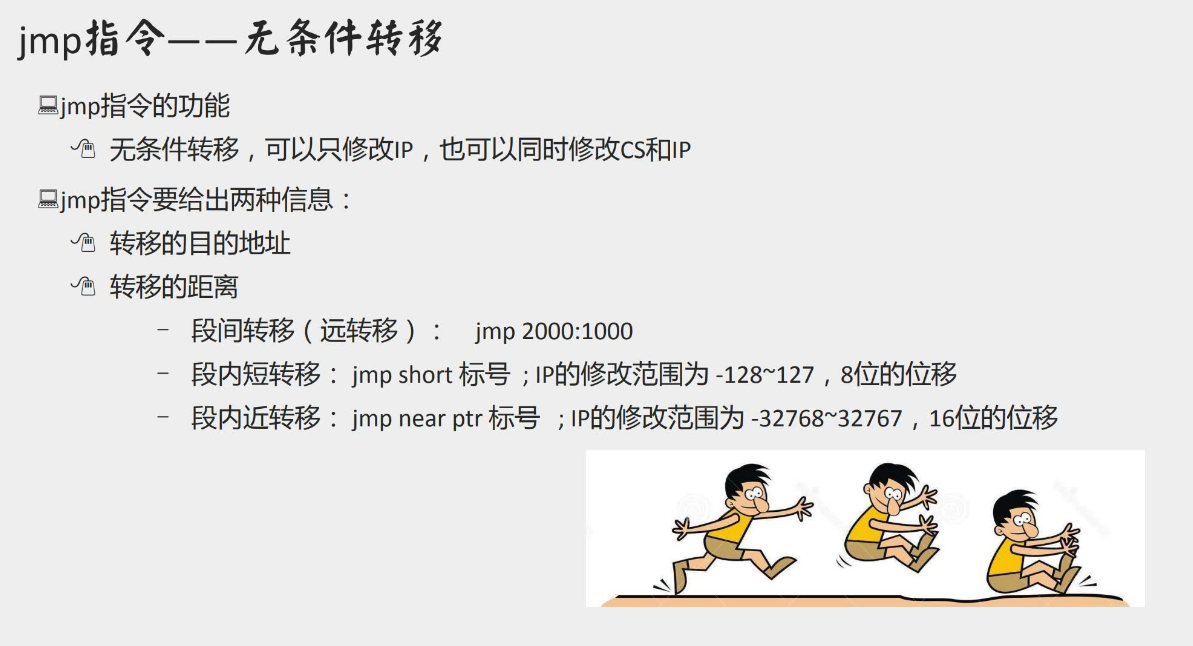 jmp指令——无条件转移
jmp指令的功能
无条件转移，可以只修改IP，也可以同时修改CS和IP
jmp指令要给出两种信息：
转移的目的地址
转移的距离
– 段间转移（远转移）： jmp 2000:1000
– 段内短转移：jmp short 标号 ; IP的修改范围为 -128~127，8位的位移
– 段内近转移：jmp near ptr 标号 ; IP的修改范围为 -32768~32767，16位的位移